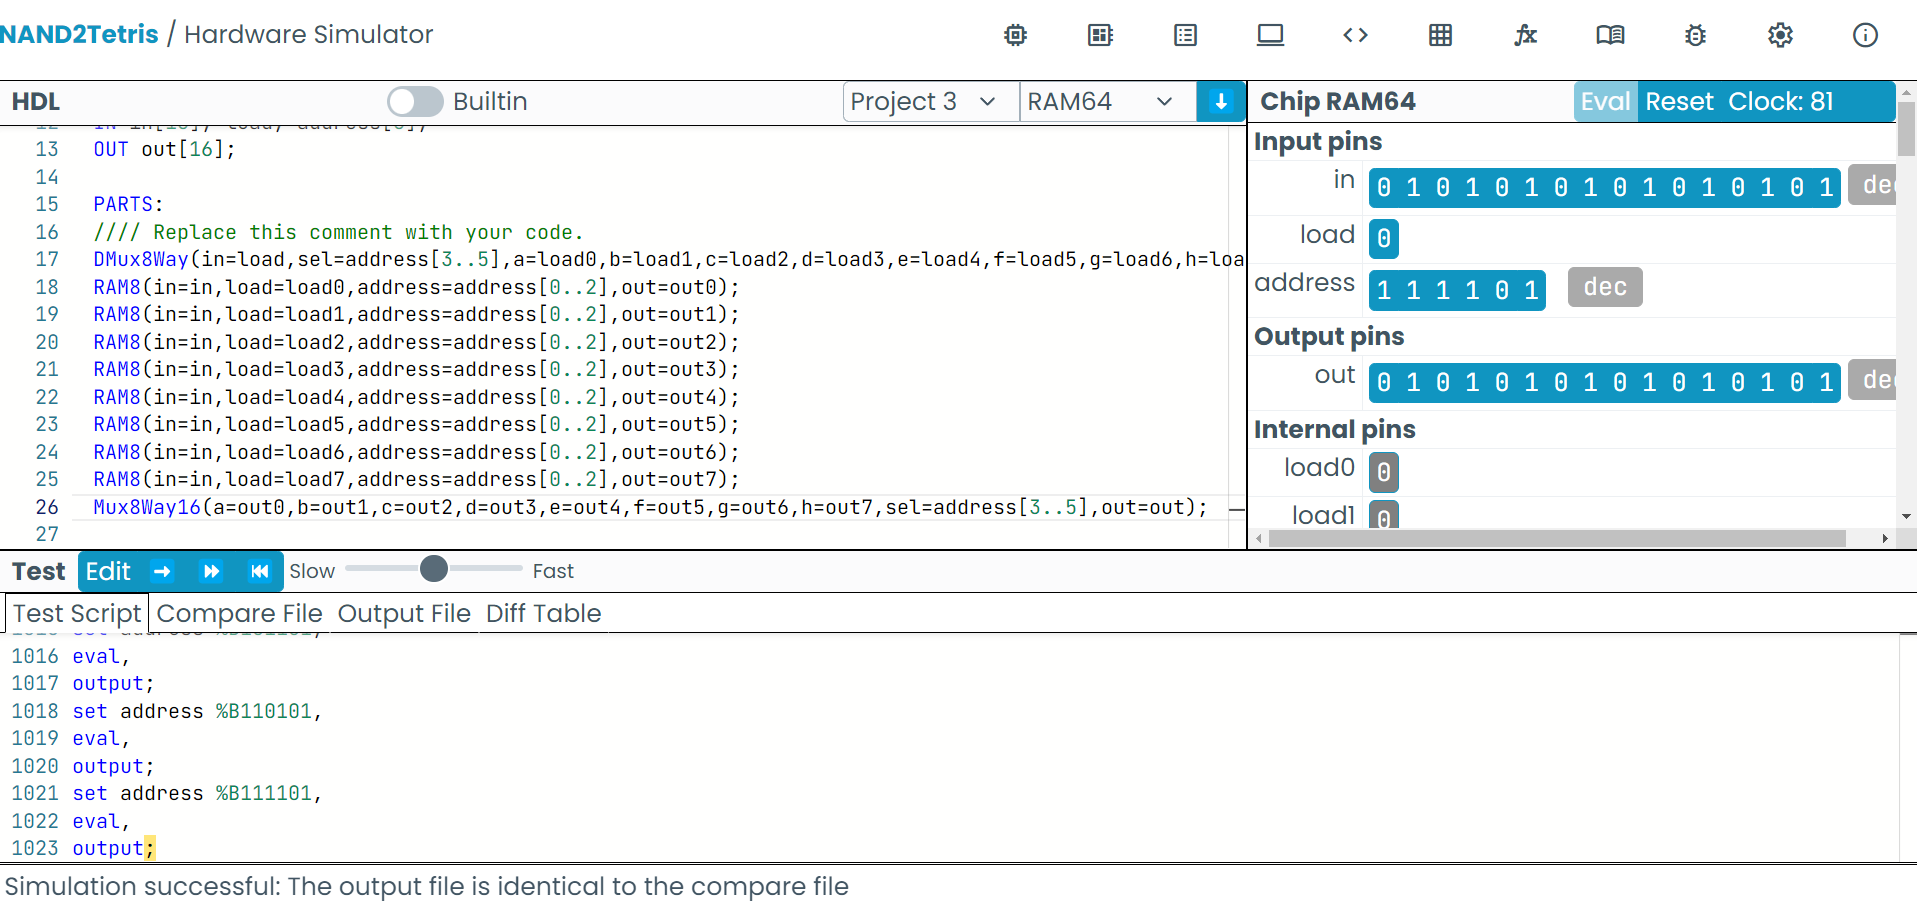 NAND2Tetris / Hardware Simulator
HDL
Builtin
Project 3
RAM64
Chip RAM64
Eval
Reset
Clock: 81
12 IN in[16], load, address[6];
13 OUT out[16];
14
15 PARTS:
16 //// Replace this comment with your code.
17 DMux8Way(in=load,sel=address[3..5],a=load0,b=load1,c=load2,d=load3,e=load4,f=load5,g=load6,h=loa
18 RAM8(in=in,load=load0,address=address[0..2],out=out0);
19 RAM8(in=in,load=load1,address=address[0..2],out=out1);
20 RAM8(in=in,load=load2,address=address[0..2],out=out2);
21 RAM8(in=in,load=load3,address=address[0..2],out=out3);
22 RAM8(in=in,load=load4,address=address[0..2],out=out4);
23 RAM8(in=in,load=load5,address=address[0..2],out=out5);
24 RAM8(in=in,load=load6,address=address[0..2],out=out6);
25 RAM8(in=in,load=load7,address=address[0..2],out=out7);
26 Mux8Way16(a=out0,b=out1,c=out2,d=out3,e=out4,f=out5,g=out6,h=out7,sel=address[3..5],out=out);
27
Input pins
in 0 1 0 1 0 1 0 1 0 1 0 1 0 1 0 1 dec
load 0
address 1 1 1 1 0 1 dec
Output pins
out 0 1 0 1 0 1 0 1 0 1 0 1 0 1 0 1 dec
Internal pins
load0 0
load1 0
Test
Edit
Slow
Fast
Test Script
Compare File
Output File
Diff Table
1016 eval,
1017 output;
1018 set address %B110101,
1019 eval,
1020 output;
1021 set address %B111101,
1022 eval,
1023 output;
Simulation successful: The output file is identical to the compare file